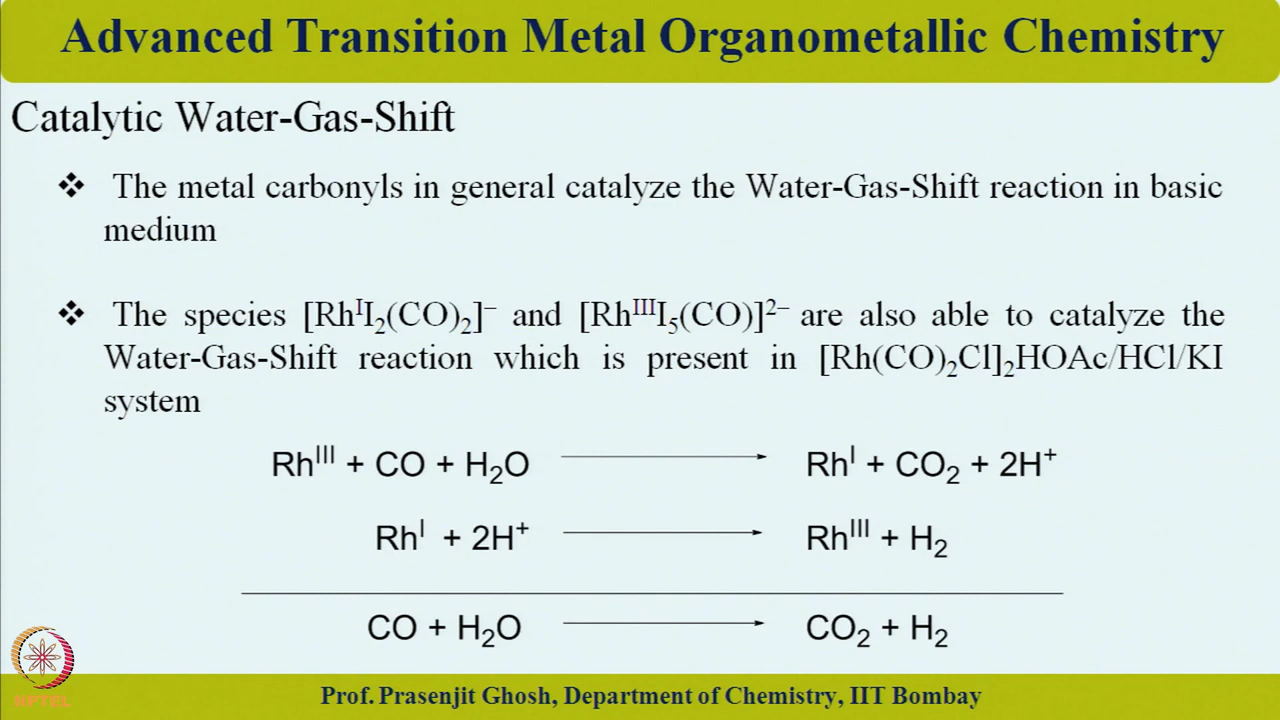 Advanced Transition Metal Organometallic Chemistry
Catalytic Water-Gas-Shift
❖ The metal carbonyls in general catalyze the Water-Gas-Shift reaction in basic
medium
❖ The species [RhᴵI₂(CO)₂]⁻ and [RhᴵᴵᴵI₅(CO)]²⁻ are also able to catalyze the
Water-Gas-Shift reaction which is present in [Rh(CO)₂Cl]₂HOAc/HCl/KI
system
Rhᴵᴵᴵ + CO + H₂O ⟶ Rhᴵ + CO₂ + 2H⁺
Rhᴵ + 2H⁺ ⟶ Rhᴵᴵᴵ + H₂
CO + H₂O ⟶ CO₂ + H₂
NPTEL
Prof. Prasenjit Ghosh, Department of Chemistry, IIT Bombay